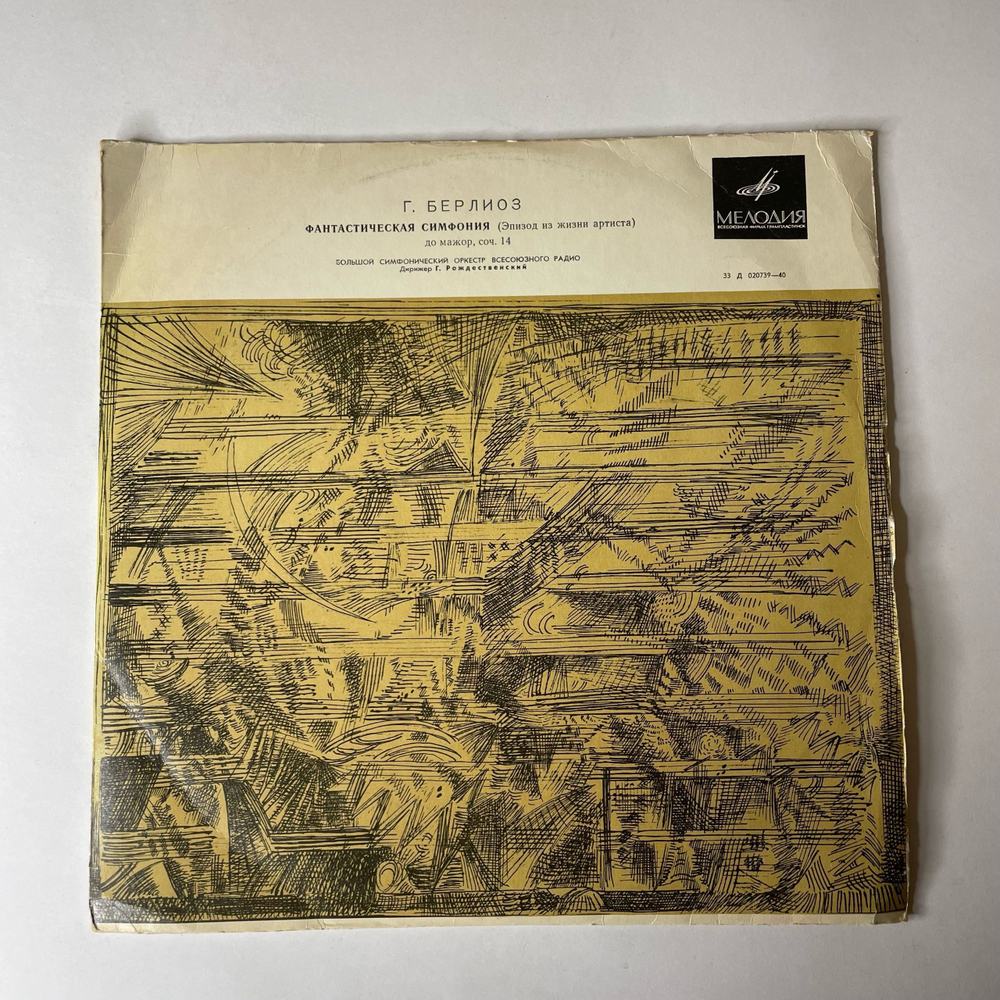 Г. БЕРЛИОЗ
ФАНТАСТИЧЕСКАЯ СИМФОНИЯ (Эпизод из жизни артиста)
до мажор, соч. 14
БОЛЬШОЙ СИМФОНИЧЕСКИЙ ОРКЕСТР ВСЕСОЮЗНОГО РАДИО
Дирижер Г. Рождественский
МЕЛОДИЯ
ВСЕСОЮЗНАЯ ФИРМА ГРАМПЛАСТИНОК
33 Д 020739—40